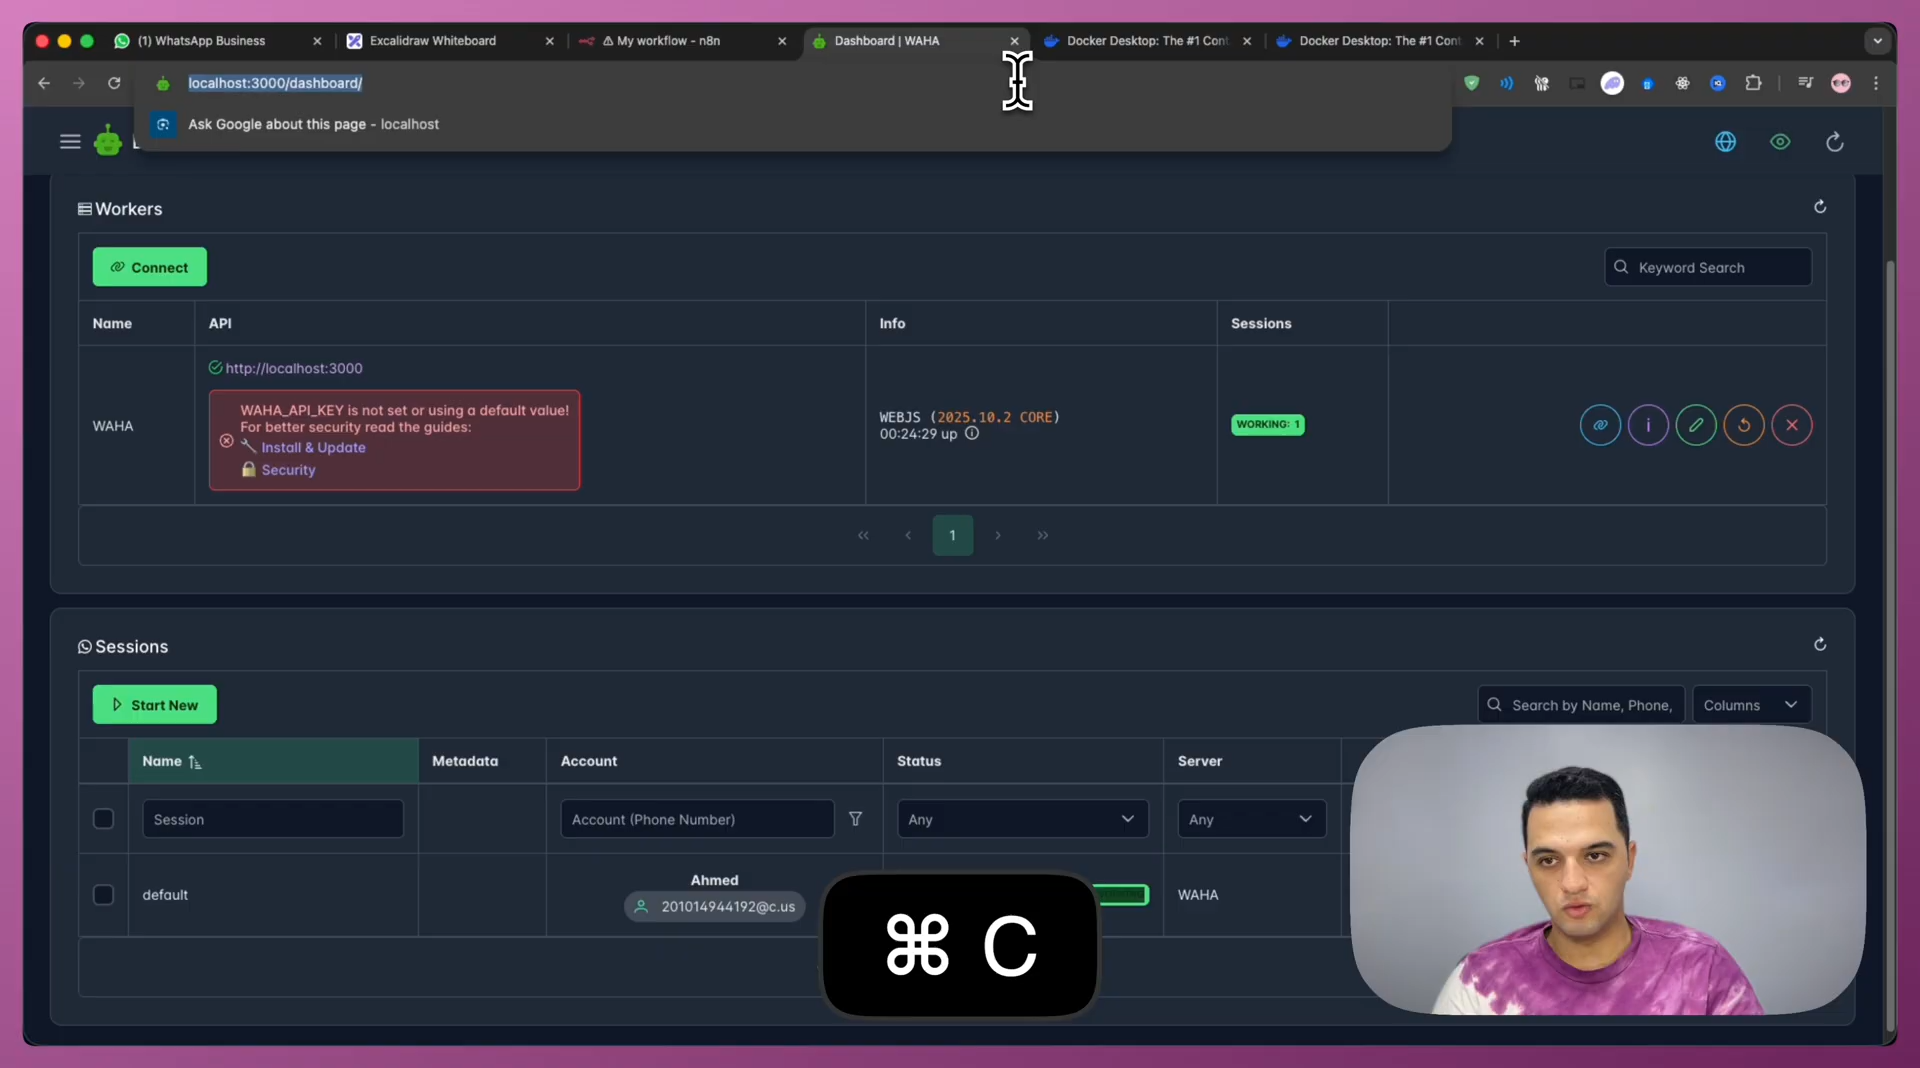 (1) WhatsApp Business
Excalidraw Whiteboard
⚠ My workflow - n8n
Dashboard | WAHA
Docker Desktop: The #1 Cont
Docker Desktop: The #1 Cont
localhost:3000/dashboard/
Ask Google about this page - localhost
Workers
Connect
Keyword Search
Name
API
Info
Sessions
http://localhost:3000
WAHA_API_KEY is not set or using a default value!
For better security read the guides:
Install & Update
Security
WAHA
WEBJS (2025.10.2 CORE)
00:24:29 up
WORKING: 1
« ‹ 1 › »
Sessions
Start New
Search by Name, Phone,
Columns
Name
Metadata
Account
Status
Server
Session
Account (Phone Number)
Any
Any
default
Ahmed
201014944192@c.us
WAHA
⌘ C